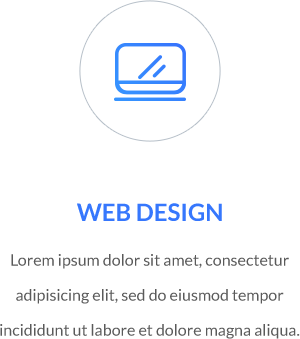 WEB DESIGN
Lorem ipsum dolor sit amet, consectetur
adipisicing elit, sed do eiusmod tempor
incididunt ut labore et dolore magna aliqua.